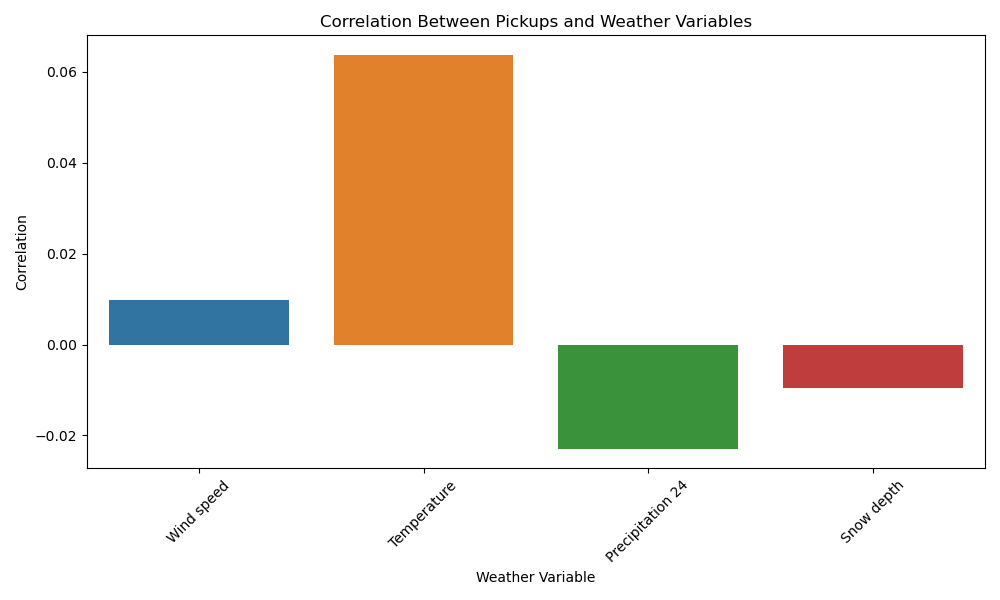 Correlation Between Pickups and Weather Variables
Correlation
0.06
0.04
0.02
0.00
−0.02
Wind speed
Temperature
Precipitation 24
Snow depth
Weather Variable